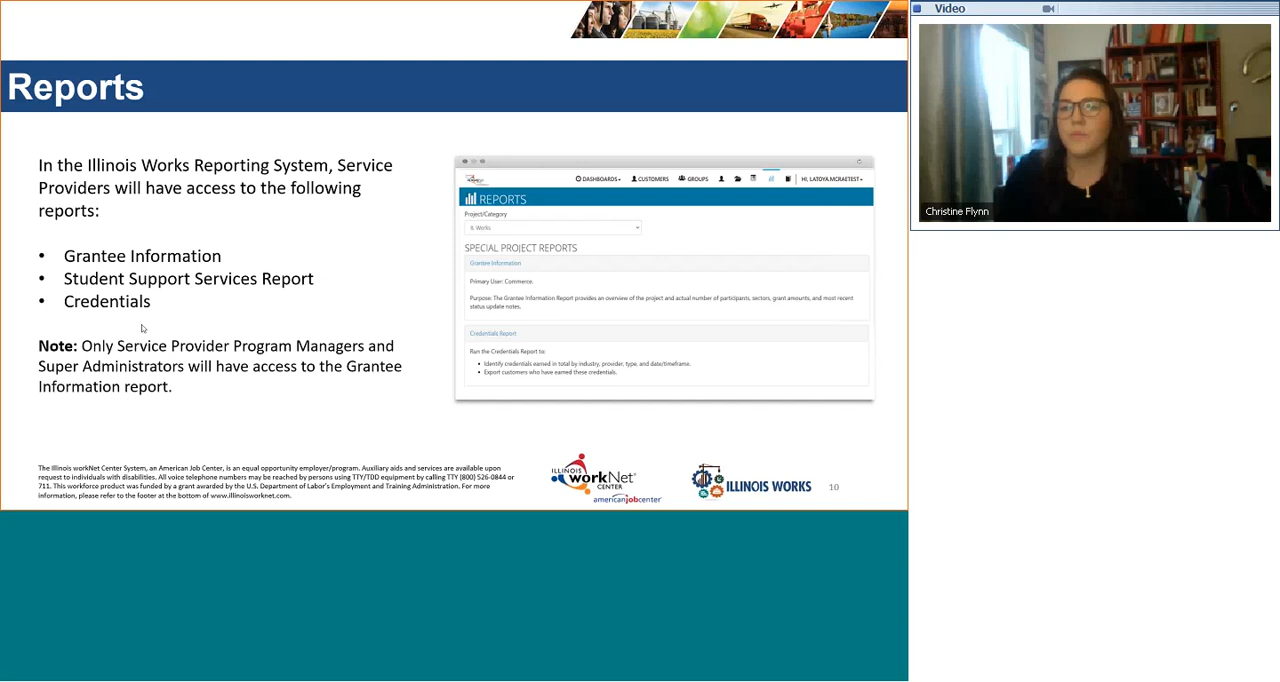 Video
Reports
In the Illinois Works Reporting System, Service
Providers will have access to the following
reports:
• Grantee Information
• Student Support Services Report
• Credentials
Note: Only Service Provider Program Managers and
Super Administrators will have access to the Grantee
Information report.
DASHBOARDS CUSTOMERS GROUPS HI, LATOYA.MCRAETEST
REPORTS
Project/Category
IL Works
SPECIAL PROJECT REPORTS
Grantee Information
Primary User: Commerce.
Purpose: The Grantee Information Report provides an overview of the project and actual number of participants, sectors, grant amounts, and most recent
status update notes.
Credentials Report
Run the Credentials Report to:
• Identify credentials earned in total by industry, provider, type, and date/timeframe.
• Export customers who have earned these credentials.
Christine Flynn
The Illinois workNet Center System, an American Job Center, is an equal opportunity employer/program. Auxiliary aids and services are available upon
request to individuals with disabilities. All voice telephone numbers may be reached by persons using TTY/TDD equipment by calling TTY (800) 526-0844 or
711. This workforce product was funded by a grant awarded by the U.S. Department of Labor's Employment and Training Administration. For more
information, please refer to the footer at the bottom of www.illinoisworknet.com.
ILLINOIS
workNet
CENTER
americanjobcenter
ILLINOIS WORKS
10